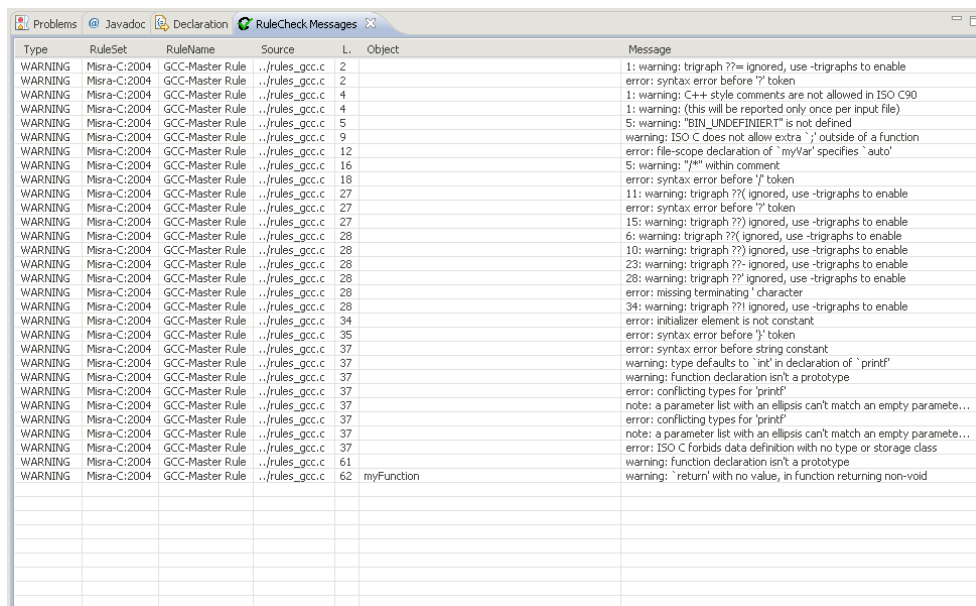 Problems @ Javadoc Declaration RuleCheck Messages
Type RuleSet RuleName Source L. Object Message
WARNING Misra-C:2004 GCC-Master Rule ../rules_gcc.c 2 1: warning: trigraph ??= ignored, use -trigraphs to enable
WARNING Misra-C:2004 GCC-Master Rule ../rules_gcc.c 2 error: syntax error before '?' token
WARNING Misra-C:2004 GCC-Master Rule ../rules_gcc.c 4 1: warning: C++ style comments are not allowed in ISO C90
WARNING Misra-C:2004 GCC-Master Rule ../rules_gcc.c 4 1: warning: (this will be reported only once per input file)
WARNING Misra-C:2004 GCC-Master Rule ../rules_gcc.c 5 5: warning: "BIN_UNDEFINIERT" is not defined
WARNING Misra-C:2004 GCC-Master Rule ../rules_gcc.c 9 warning: ISO C does not allow extra `;' outside of a function
WARNING Misra-C:2004 GCC-Master Rule ../rules_gcc.c 12 error: file-scope declaration of `myVar' specifies `auto'
WARNING Misra-C:2004 GCC-Master Rule ../rules_gcc.c 16 5: warning: "/*" within comment
WARNING Misra-C:2004 GCC-Master Rule ../rules_gcc.c 18 error: syntax error before '/' token
WARNING Misra-C:2004 GCC-Master Rule ../rules_gcc.c 27 11: warning: trigraph ??( ignored, use -trigraphs to enable
WARNING Misra-C:2004 GCC-Master Rule ../rules_gcc.c 27 error: syntax error before '?' token
WARNING Misra-C:2004 GCC-Master Rule ../rules_gcc.c 27 15: warning: trigraph ??) ignored, use -trigraphs to enable
WARNING Misra-C:2004 GCC-Master Rule ../rules_gcc.c 28 6: warning: trigraph ??( ignored, use -trigraphs to enable
WARNING Misra-C:2004 GCC-Master Rule ../rules_gcc.c 28 10: warning: trigraph ??) ignored, use -trigraphs to enable
WARNING Misra-C:2004 GCC-Master Rule ../rules_gcc.c 28 23: warning: trigraph ??- ignored, use -trigraphs to enable
WARNING Misra-C:2004 GCC-Master Rule ../rules_gcc.c 28 28: warning: trigraph ??' ignored, use -trigraphs to enable
WARNING Misra-C:2004 GCC-Master Rule ../rules_gcc.c 28 error: missing terminating ' character
WARNING Misra-C:2004 GCC-Master Rule ../rules_gcc.c 28 34: warning: trigraph ??! ignored, use -trigraphs to enable
WARNING Misra-C:2004 GCC-Master Rule ../rules_gcc.c 34 error: initializer element is not constant
WARNING Misra-C:2004 GCC-Master Rule ../rules_gcc.c 35 error: syntax error before '}' token
WARNING Misra-C:2004 GCC-Master Rule ../rules_gcc.c 37 error: syntax error before string constant
WARNING Misra-C:2004 GCC-Master Rule ../rules_gcc.c 37 warning: type defaults to `int' in declaration of `printf'
WARNING Misra-C:2004 GCC-Master Rule ../rules_gcc.c 37 warning: function declaration isn't a prototype
WARNING Misra-C:2004 GCC-Master Rule ../rules_gcc.c 37 error: conflicting types for 'printf'
WARNING Misra-C:2004 GCC-Master Rule ../rules_gcc.c 37 note: a parameter list with an ellipsis can't match an empty paramete...
WARNING Misra-C:2004 GCC-Master Rule ../rules_gcc.c 37 error: conflicting types for 'printf'
WARNING Misra-C:2004 GCC-Master Rule ../rules_gcc.c 37 note: a parameter list with an ellipsis can't match an empty paramete...
WARNING Misra-C:2004 GCC-Master Rule ../rules_gcc.c 37 error: ISO C forbids data definition with no type or storage class
WARNING Misra-C:2004 GCC-Master Rule ../rules_gcc.c 61 warning: function declaration isn't a prototype
WARNING Misra-C:2004 GCC-Master Rule ../rules_gcc.c 62 myFunction warning: `return' with no value, in function returning non-void